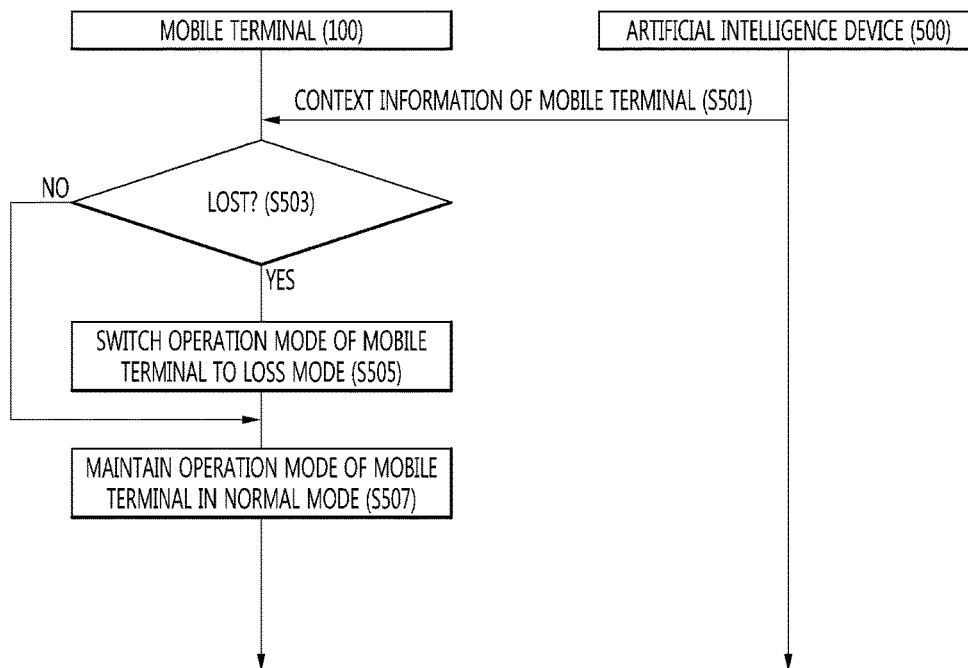 MOBILE TERMINAL (100)
ARTIFICIAL INTELLIGENCE DEVICE (500)
CONTEXT INFORMATION OF MOBILE TERMINAL (S501)
NO
LOST? (S503)
YES
SWITCH OPERATION MODE OF MOBILE
TERMINAL TO LOSS MODE (S505)
MAINTAIN OPERATION MODE OF MOBILE
TERMINAL IN NORMAL MODE (S507)